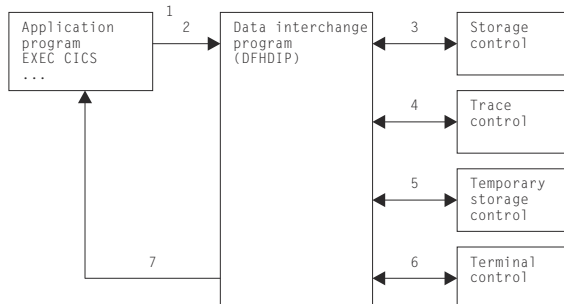 1
Application
program
EXEC CICS
...
2
Data interchange
program
(DFHDIP)
3
Storage
control
4
Trace
control
5
Temporary
storage
control
6
Terminal
control
7